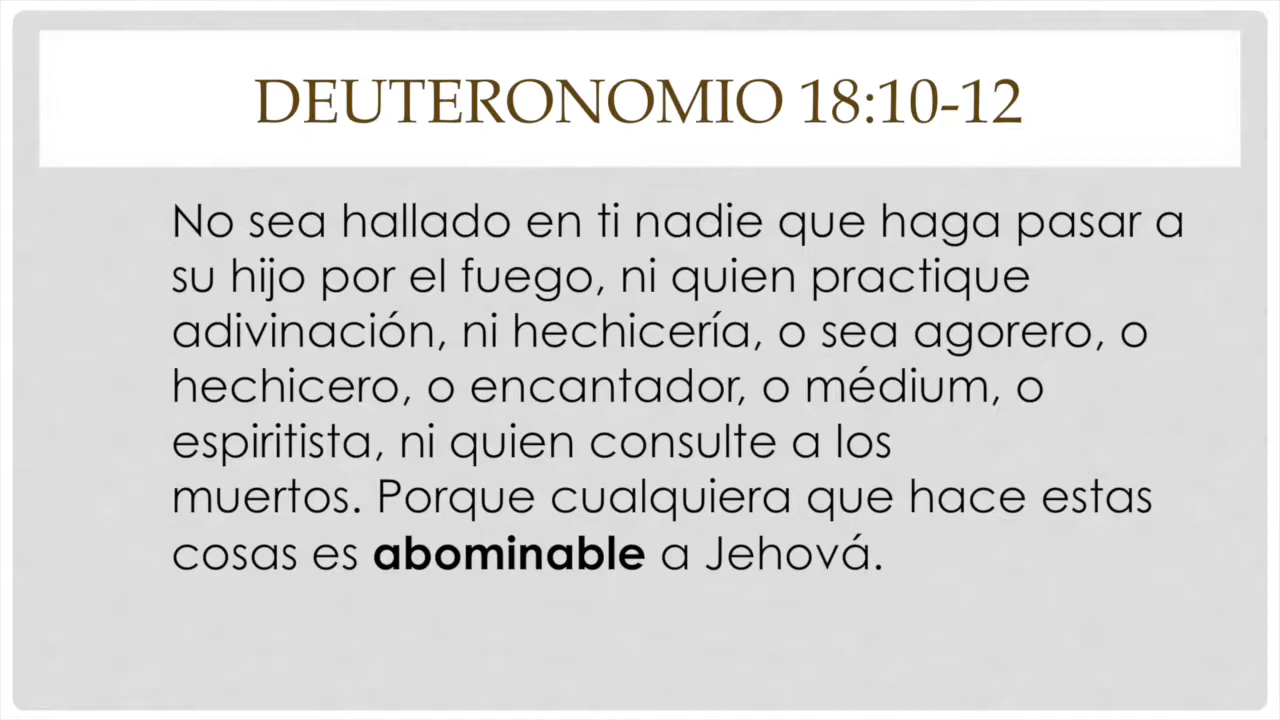 DEUTERONOMIO 18:10-12
No sea hallado en ti nadie que haga pasar a
su hijo por el fuego, ni quien practique
adivinación, ni hechicería, o sea agorero, o
hechicero, o encantador, o médium, o
espiritista, ni quien consulte a los
muertos. Porque cualquiera que hace estas
cosas es abominable a Jehová.